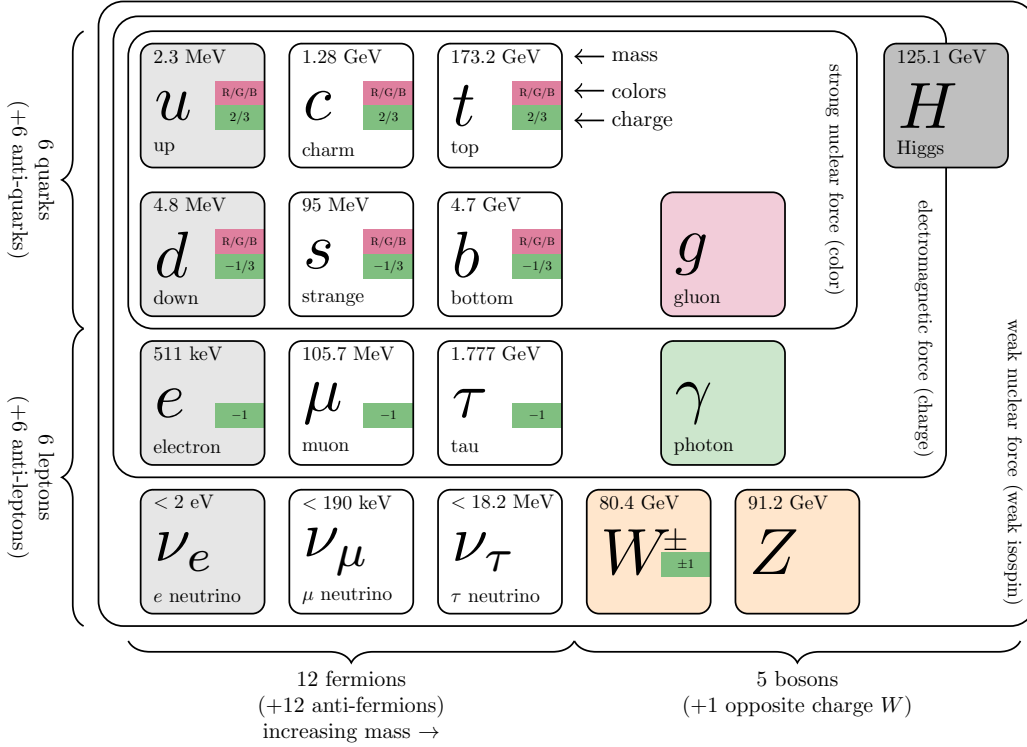 2.3 MeV
u
R/G/B
2/3
up
1.28 GeV
c
R/G/B
2/3
charm
173.2 GeV
t
R/G/B
2/3
top
← mass
← colors
← charge
125.1 GeV
H
Higgs
6 quarks
(+6 anti-quarks)
strong nuclear force (color)
4.8 MeV
d
R/G/B
−1/3
down
95 MeV
s
R/G/B
−1/3
strange
4.7 GeV
b
R/G/B
−1/3
bottom
g
gluon
electromagnetic force (charge)
weak nuclear force (weak isospin)
511 keV
e
−1
electron
105.7 MeV
μ
−1
muon
1.777 GeV
τ
−1
tau
γ
photon
6 leptons
(+6 anti-leptons)
< 2 eV
νe
e neutrino
< 190 keV
νμ
μ neutrino
< 18.2 MeV
ντ
τ neutrino
80.4 GeV
W±
±1
91.2 GeV
Z
12 fermions
(+12 anti-fermions)
increasing mass →
5 bosons
(+1 opposite charge W)